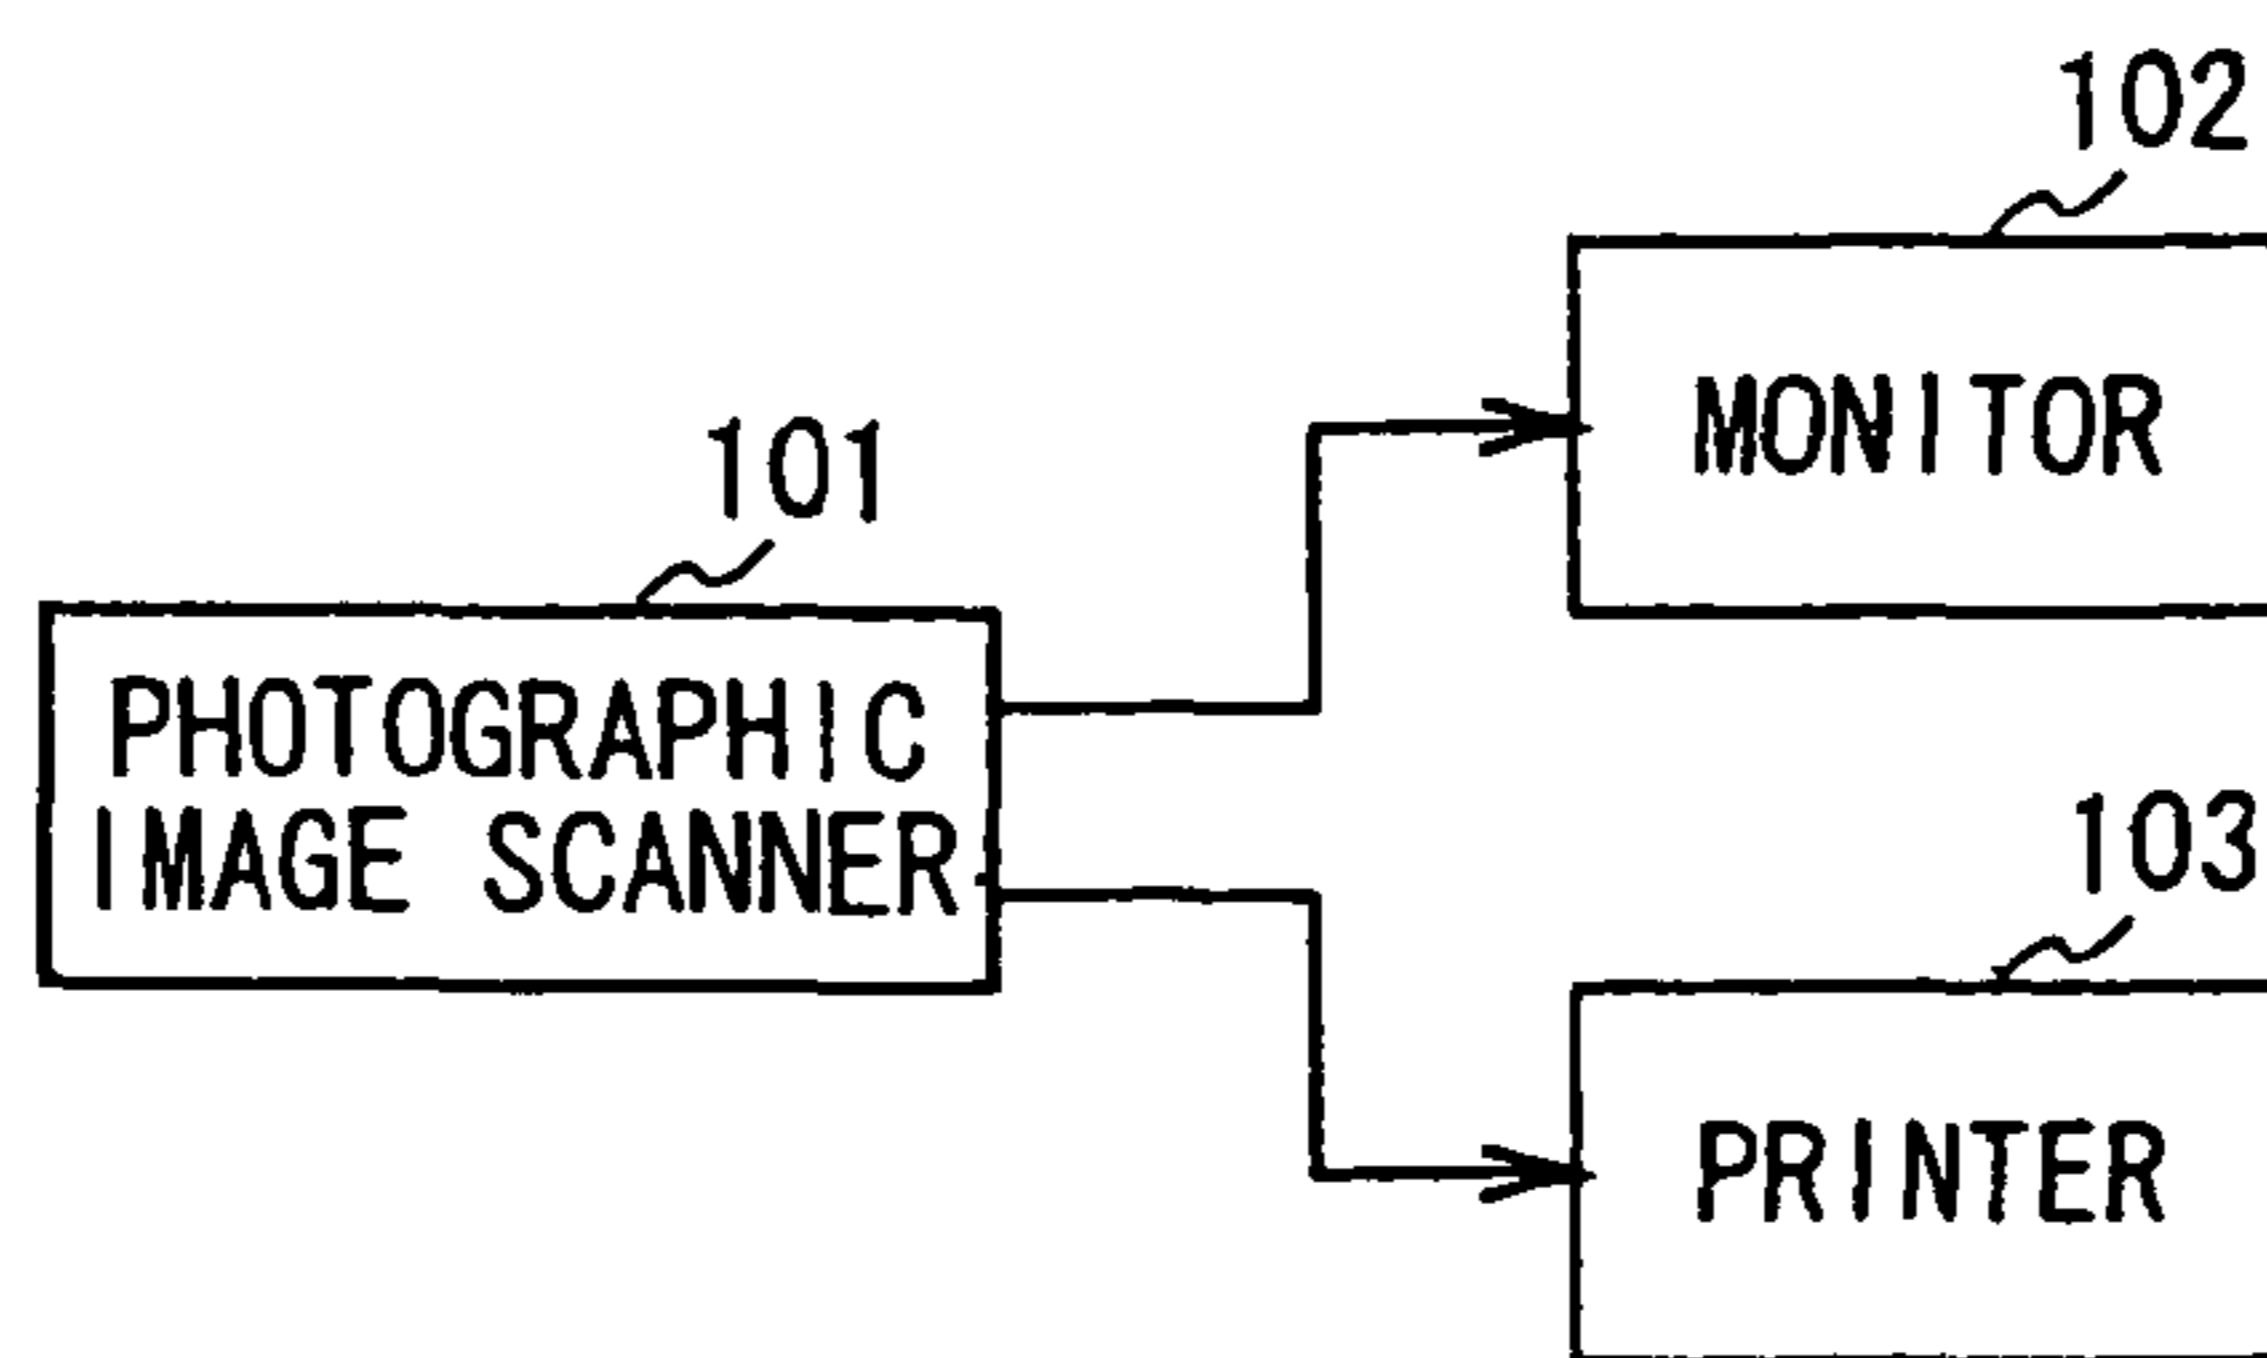 102
MONITOR
101
PHOTOGRAPHIC
IMAGE SCANNER
103
PRINTER